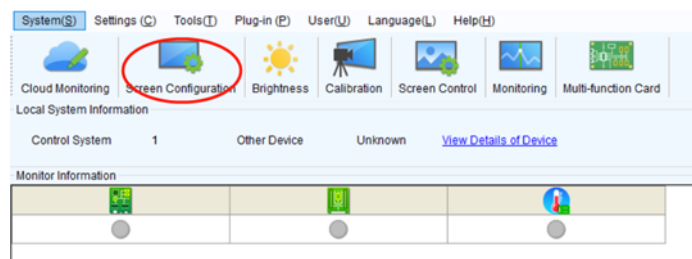 System(S) Settings (C) Tools(T) Plug-in (P) User(U) Language(L) Help(H)
Cloud Monitoring Screen Configuration Brightness Calibration Screen Control Monitoring Multi-function Card
Local System Information
Control System 1 Other Device Unknown View Details of Device
Monitor Information